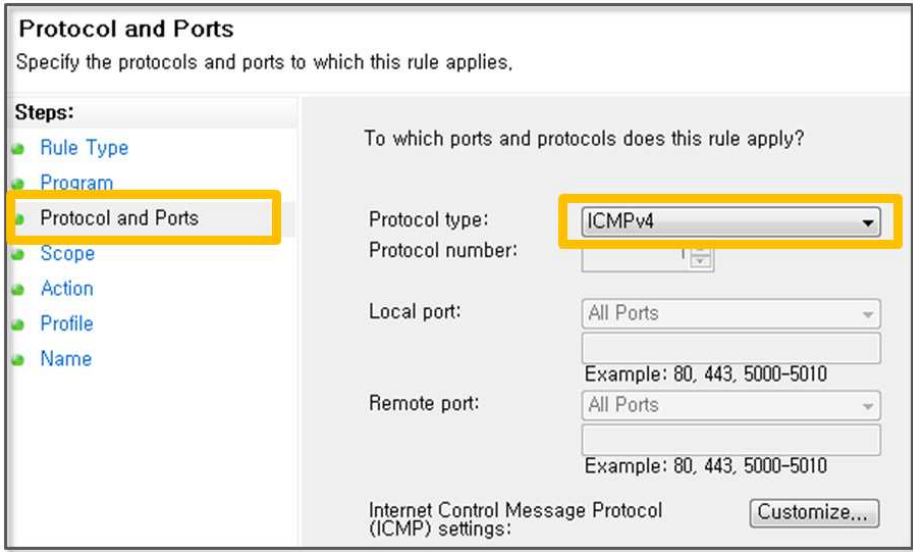 Protocol and Ports
Specify the protocols and ports to which this rule applies.
Steps:
Rule Type
Program
Protocol and Ports
Scope
Action
Profile
Name
To which ports and protocols does this rule apply?
Protocol type: ICMPv4
Protocol number: 1
Local port: All Ports
Example: 80, 443, 5000-5010
Remote port: All Ports
Example: 80, 443, 5000-5010
Internet Control Message Protocol
(ICMP) settings:
Customize...